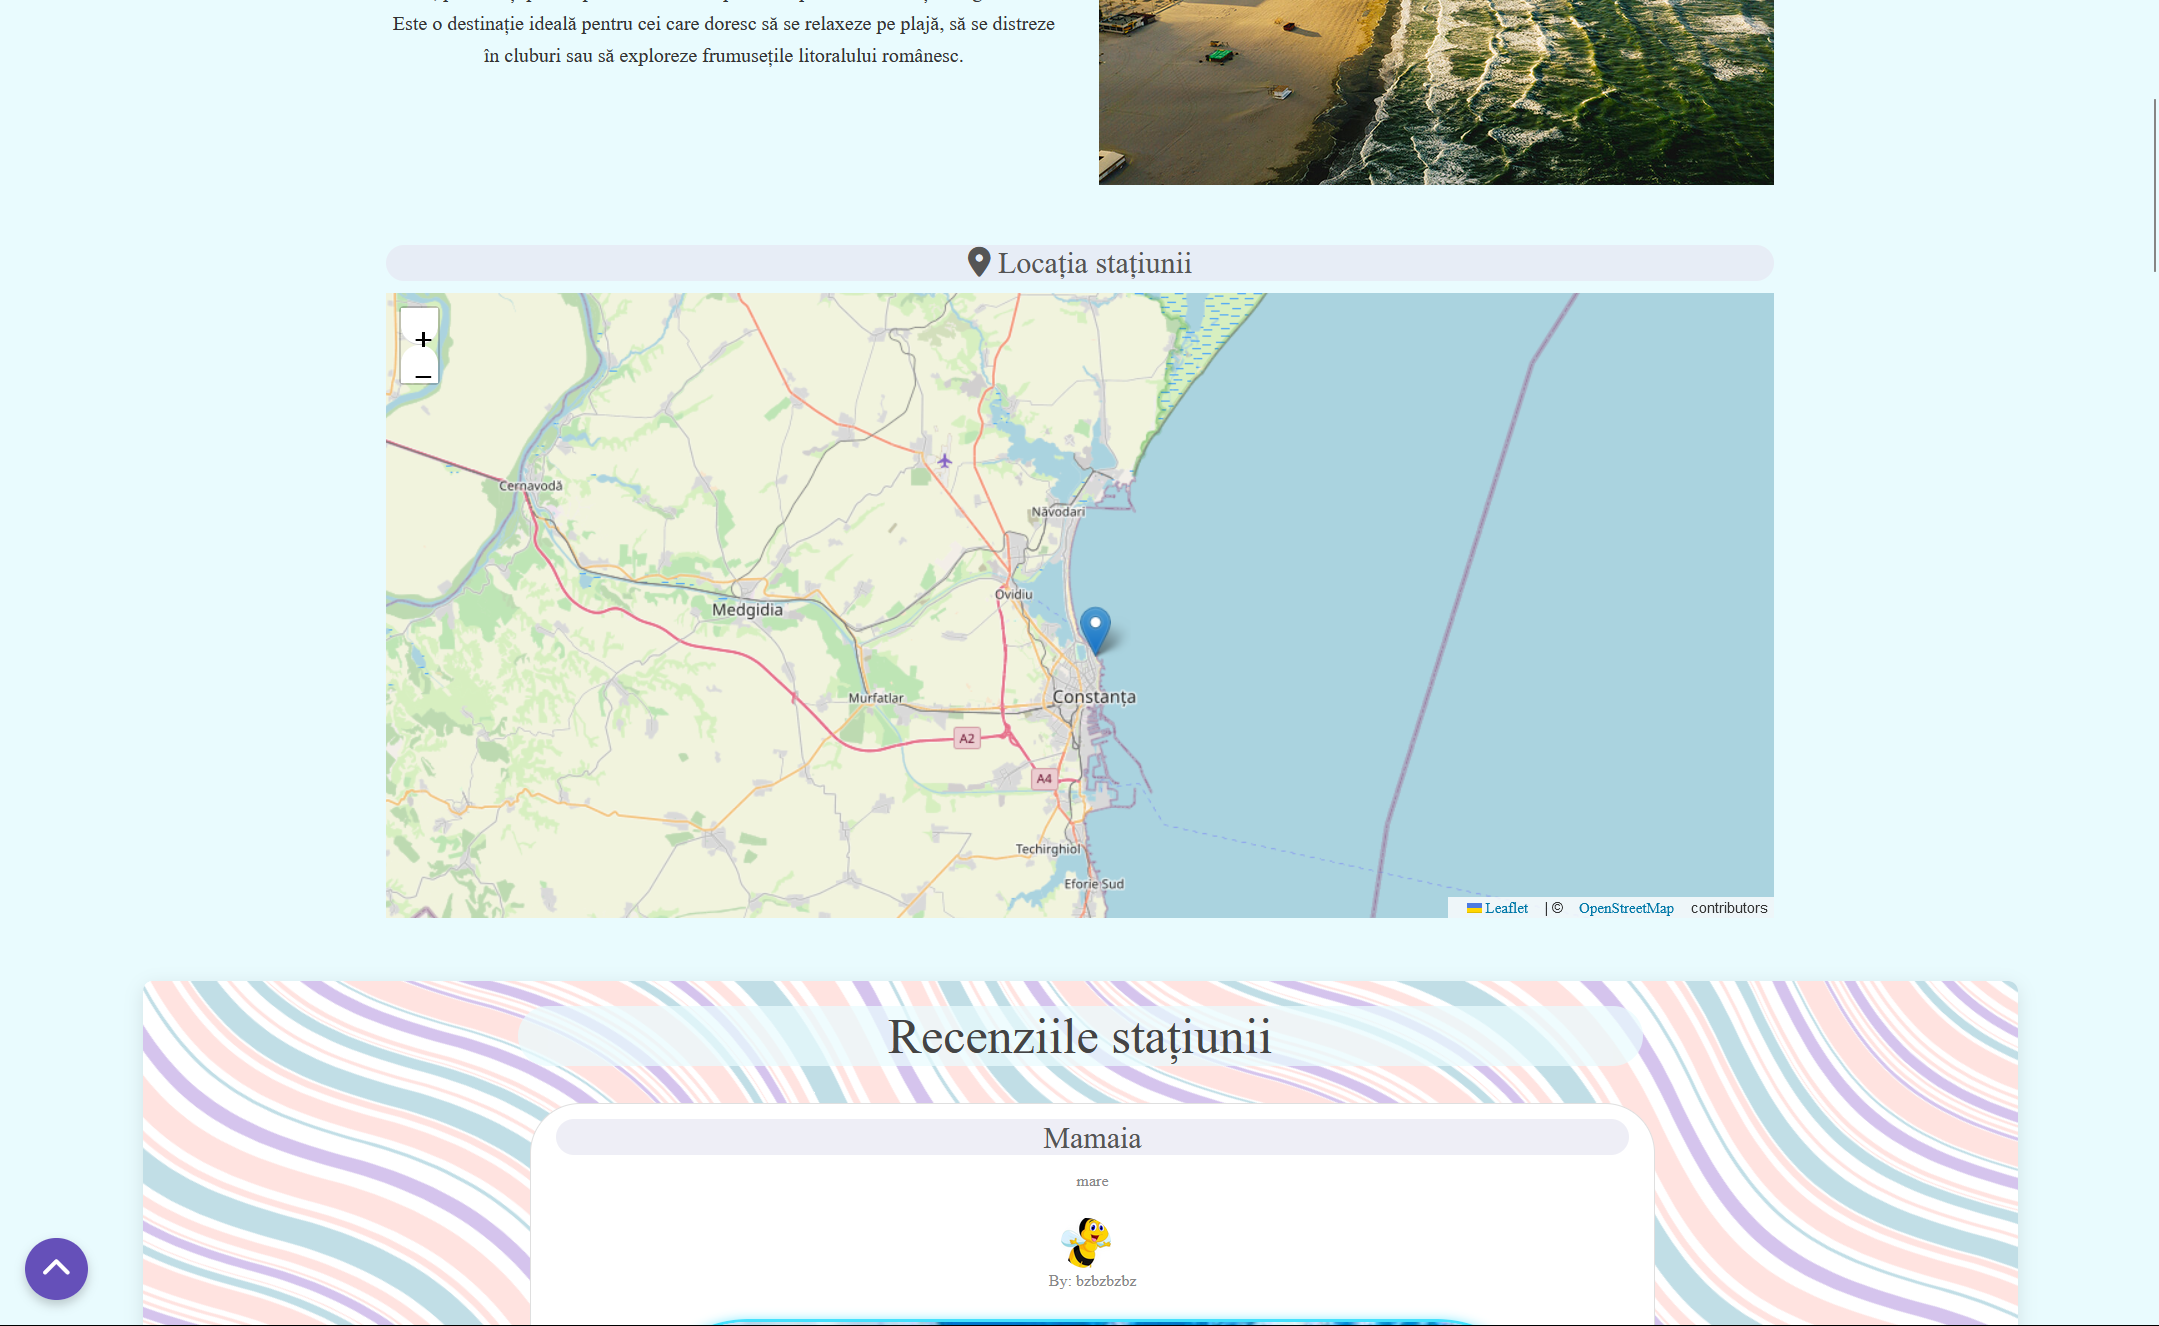 Este o destinație ideală pentru cei care doresc să se relaxeze pe plajă, să se distreze
în cluburi sau să exploreze frumusețile litoralului românesc.
Locația stațiunii
+
−
Cernavodă
Năvodari
Ovidiu
Medgidia
Murfatlar
Constanța
A2
A4
Techirghiol
Eforie Sud
Leaflet | © OpenStreetMap contributors
Recenziile stațiunii
Mamaia
mare
By: bzbzbzbz